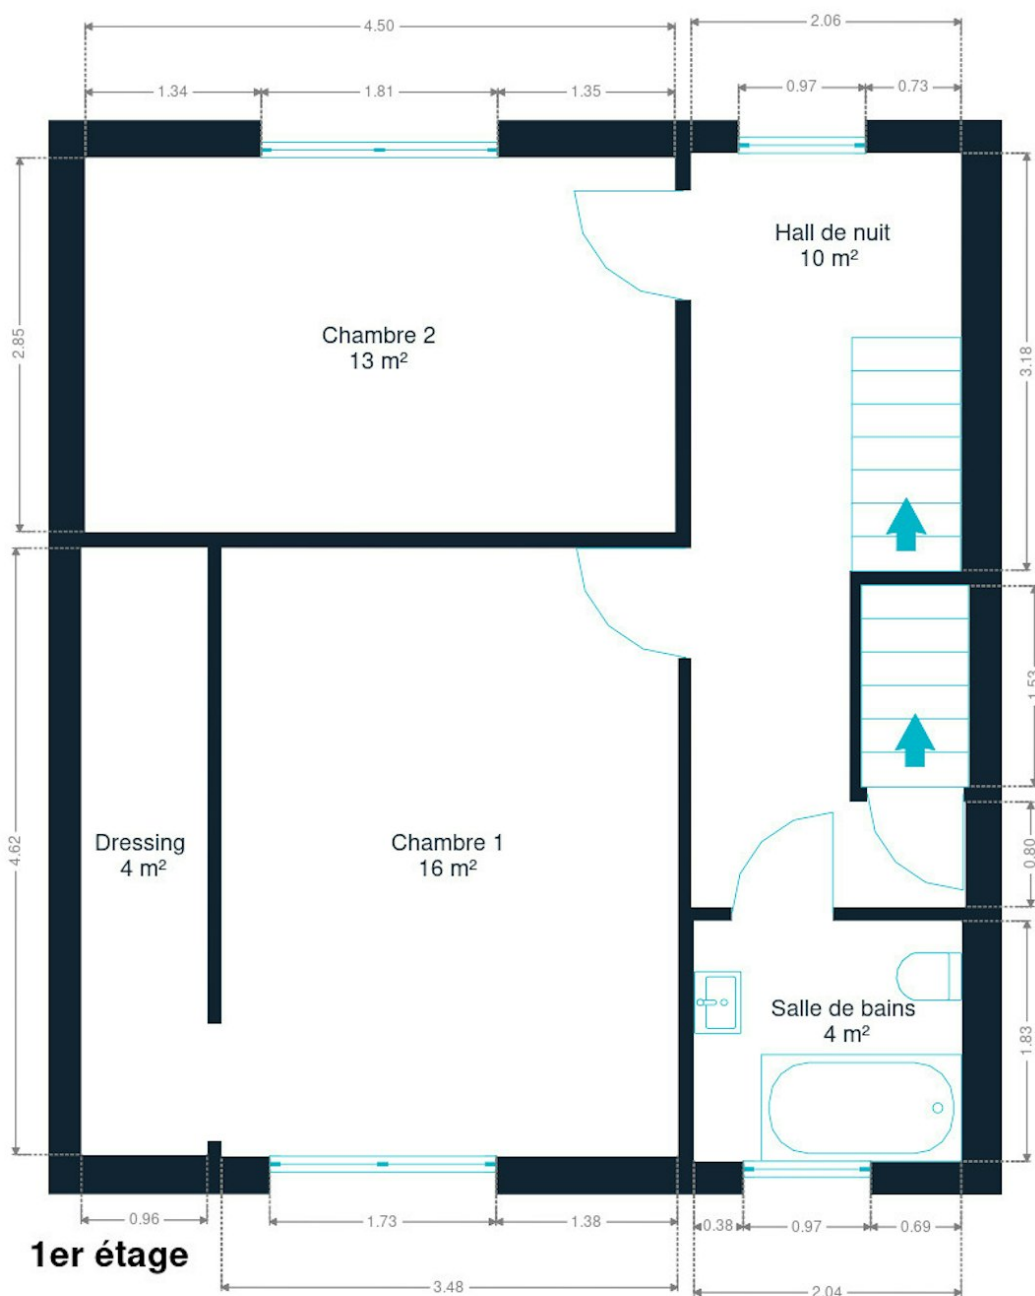 4.50
2.06
1.34
1.81
1.35
0.97
0.73
Hall de nuit
10 m²
Chambre 2
13 m²
2.85
3.18
1.53
4.62
Dressing
4 m²
Chambre 1
16 m²
0.80
Salle de bains
4 m²
1.83
0.96
1.73
1.38
0.38
0.97
0.69
1er étage
3.48
2.04